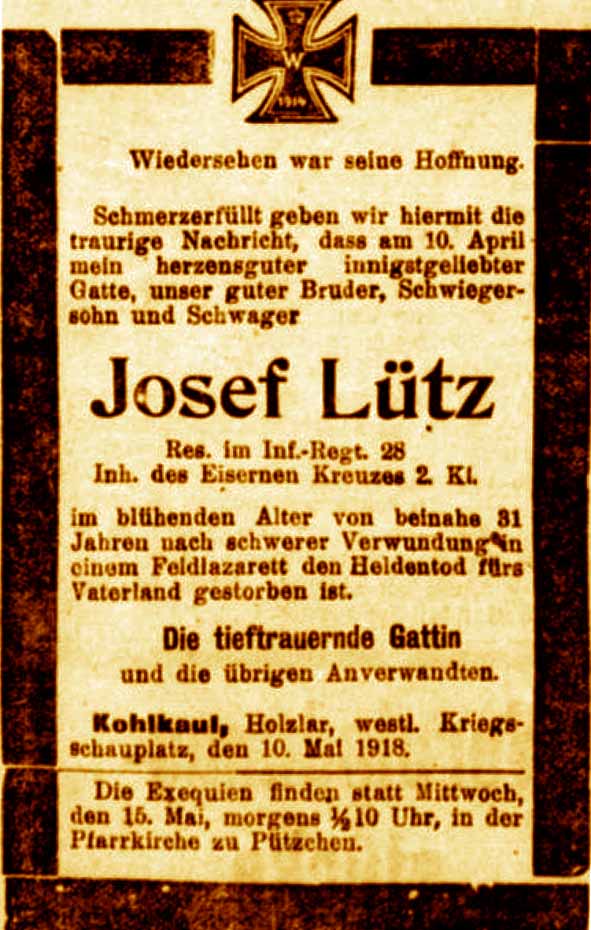 W
1914
Wiedersehen war seine Hoffnung.
Schmerzerfüllt geben wir hiermit die
traurige Nachricht, dass am 10. April
mein herzensguter innigstgeliebter
Gatte, unser guter Bruder, Schwieger-
sohn und Schwager
Josef Lütz
Res. im Inf.-Regt. 28
Inh. des Eisernen Kreuzes 2. Kl.
im blühenden Alter von beinahe 31
Jahren nach schwerer Verwundung in
einem Feldlazarett den Heldentod fürs
Vaterland gestorben ist.
Die tieftrauernde Gattin
und die übrigen Anverwandten.
Kohlkaul, Holzlar, westl. Kriegs-
schauplatz, den 10. Mai 1918.
Die Exequien finden statt Mittwoch,
den 15. Mai, morgens ½10 Uhr, in der
Pfarrkirche zu Pützchen.